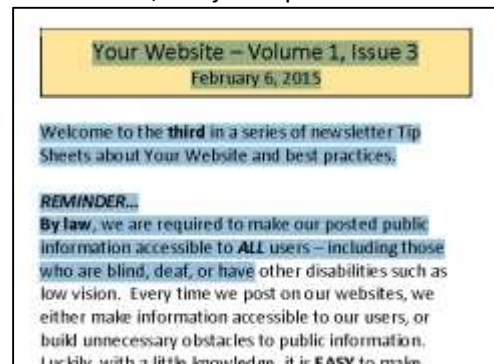 Your Website – Volume 1, Issue 3
February 6, 2015
Welcome to the third in a series of newsletter Tip
Sheets about Your Website and best practices.
REMINDER...
By law, we are required to make our posted public
information accessible to ALL users – including those
who are blind, deaf, or have other disabilities such as
low vision. Every time we post on our websites, we
either make information accessible to our users, or
build unnecessary obstacles to public information.
Luckily, with a little knowledge, it is EASY to make